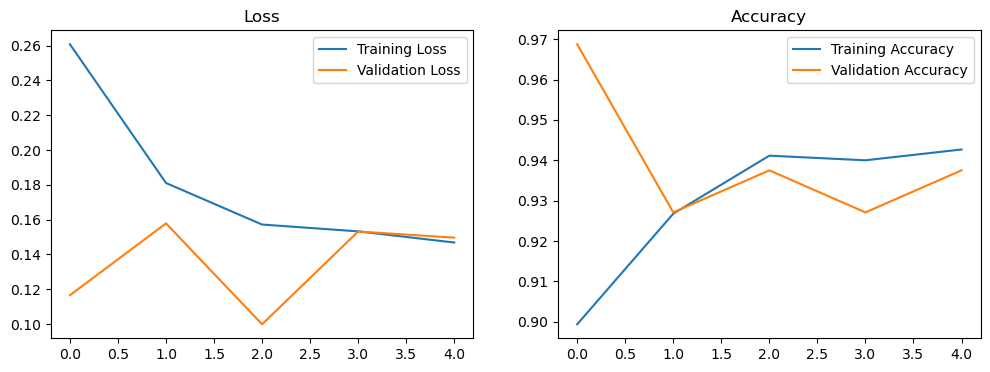 Loss
0.26
0.24
0.22
0.20
0.18
0.16
0.14
0.12
0.10
0.0 0.5 1.0 1.5 2.0 2.5 3.0 3.5 4.0
Training Loss
Validation Loss
Accuracy
0.97
0.96
0.95
0.94
0.93
0.92
0.91
0.90
0.0 0.5 1.0 1.5 2.0 2.5 3.0 3.5 4.0
Training Accuracy
Validation Accuracy